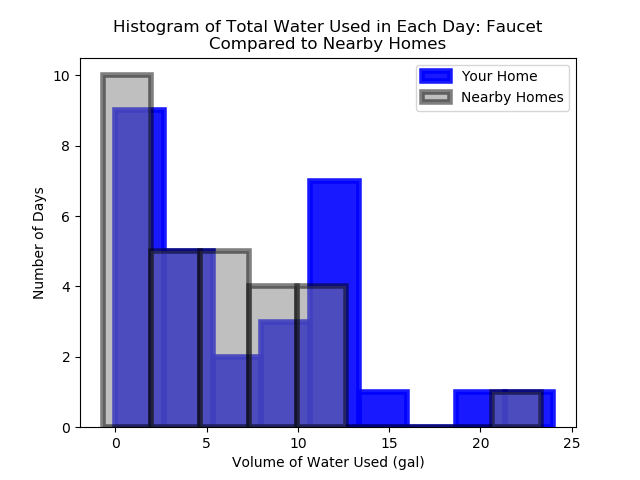 Histogram of Total Water Used in Each Day: Faucet
Compared to Nearby Homes
Your Home
Nearby Homes
Number of Days
10
8
6
4
2
0
0 5 10 15 20 25
Volume of Water Used (gal)